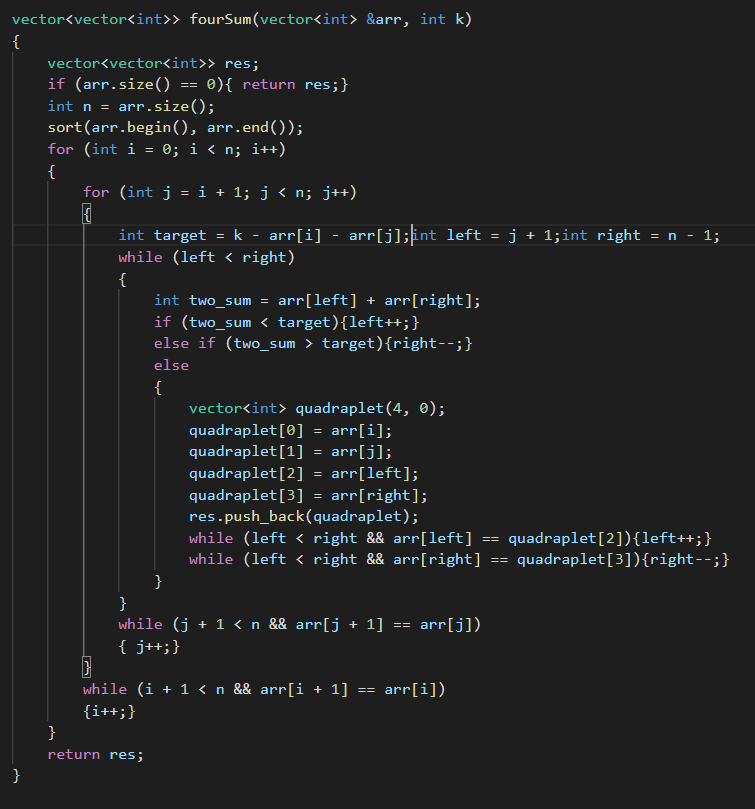 vector<vector<int>> fourSum(vector<int> &arr, int k)
{
    vector<vector<int>> res;
    if (arr.size() == 0){ return res;}
    int n = arr.size();
    sort(arr.begin(), arr.end());
    for (int i = 0; i < n; i++)
    {
        for (int j = i + 1; j < n; j++)
        {
            int target = k - arr[i] - arr[j];int left = j + 1;int right = n - 1;
            while (left < right)
            {
                int two_sum = arr[left] + arr[right];
                if (two_sum < target){left++;}
                else if (two_sum > target){right--;}
                else
                {
                    vector<int> quadraplet(4, 0);
                    quadraplet[0] = arr[i];
                    quadraplet[1] = arr[j];
                    quadraplet[2] = arr[left];
                    quadraplet[3] = arr[right];
                    res.push_back(quadraplet);
                    while (left < right && arr[left] == quadraplet[2]){left++;}
                    while (left < right && arr[right] == quadraplet[3]){right--;}
                }
            }
            while (j + 1 < n && arr[j + 1] == arr[j])
            { j++;}
        }
        while (i + 1 < n && arr[i + 1] == arr[i])
        {i++;}
    }
    return res;
}